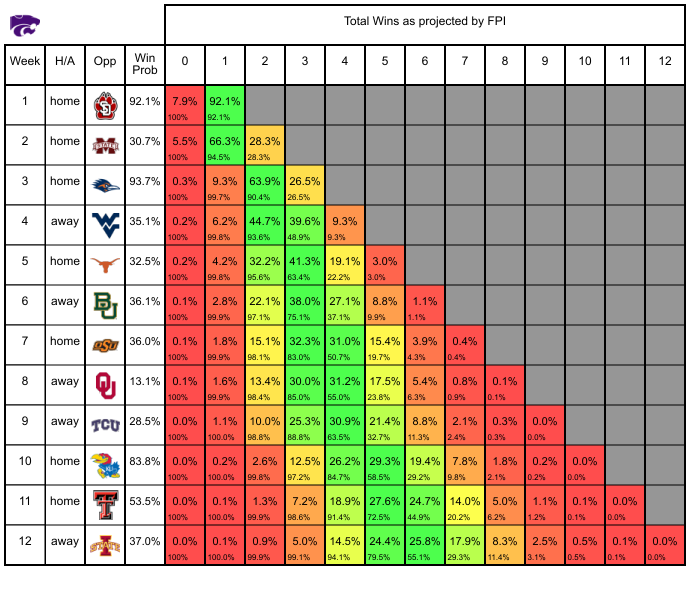 Total Wins as projected by FPI
Week H/A Opp Win Prob 0 1 2 3 4 5 6 7 8 9 10 11 12
1 home 92.1% 7.9% 92.1%
100% 92.1%
2 home 30.7% 5.5% 66.3% 28.3%
100% 94.5% 28.3%
3 home 93.7% 0.3% 9.3% 63.9% 26.5%
100% 99.7% 90.4% 26.5%
4 away 35.1% 0.2% 6.2% 44.7% 39.6% 9.3%
100% 99.8% 93.6% 48.9% 9.3%
5 home 32.5% 0.2% 4.2% 32.2% 41.3% 19.1% 3.0%
100% 99.8% 95.6% 63.4% 22.2% 3.0%
6 away 36.1% 0.1% 2.8% 22.1% 38.0% 27.1% 8.8% 1.1%
100% 99.9% 97.1% 75.1% 37.1% 9.9% 1.1%
7 home 36.0% 0.1% 1.8% 15.1% 32.3% 31.0% 15.4% 3.9% 0.4%
100% 99.9% 98.1% 83.0% 50.7% 19.7% 4.3% 0.4%
8 away 13.1% 0.1% 1.6% 13.4% 30.0% 31.2% 17.5% 5.4% 0.8% 0.1%
100% 99.9% 98.4% 85.0% 55.0% 23.8% 6.3% 0.9% 0.1%
9 away TCU 28.5% 0.0% 1.1% 10.0% 25.3% 30.9% 21.4% 8.8% 2.1% 0.3% 0.0%
100% 100.0% 98.8% 88.8% 63.5% 32.7% 11.3% 2.4% 0.3% 0.0%
10 home 83.8% 0.0% 0.2% 2.6% 12.5% 26.2% 29.3% 19.4% 7.8% 1.8% 0.2% 0.0%
100% 100.0% 99.8% 97.2% 84.7% 58.5% 29.2% 9.8% 2.1% 0.2% 0.0%
11 home 53.5% 0.0% 0.1% 1.3% 7.2% 18.9% 27.6% 24.7% 14.0% 5.0% 1.1% 0.1% 0.0%
100% 100.0% 99.9% 98.6% 91.4% 72.5% 44.9% 20.2% 6.2% 1.2% 0.1% 0.0%
12 away 37.0% 0.0% 0.1% 0.9% 5.0% 14.5% 24.4% 25.8% 17.9% 8.3% 2.5% 0.5% 0.1% 0.0%
100% 100.0% 99.9% 99.1% 94.1% 79.5% 55.1% 29.3% 11.4% 3.1% 0.5% 0.1% 0.0%